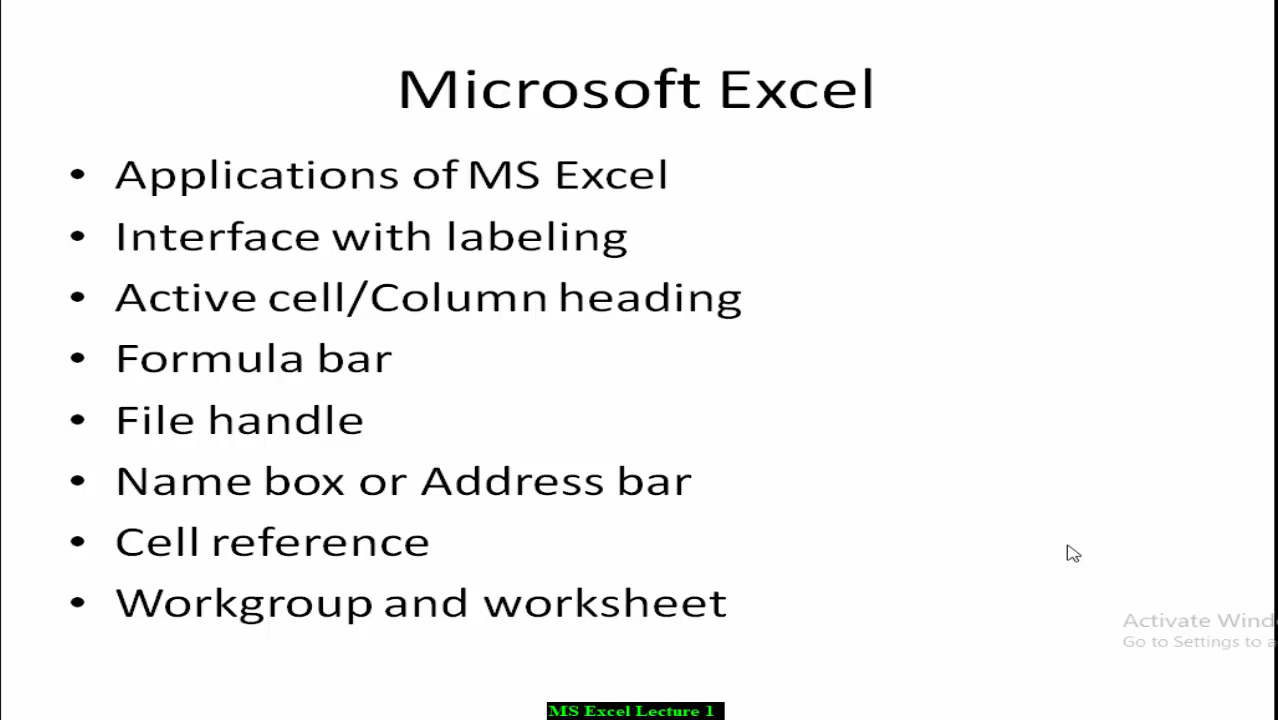 Microsoft Excel
• Applications of MS Excel
• Interface with labeling
• Active cell/Column heading
• Formula bar
• File handle
• Name box or Address bar
• Cell reference
• Workgroup and worksheet
Activate Wind
Go to Settings to a
MS Excel Lecture 1